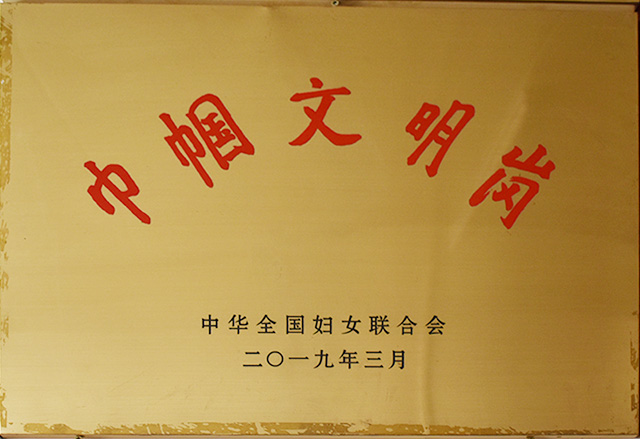 巾帼文明岗
中华全国妇女联合会
二〇一九年三月